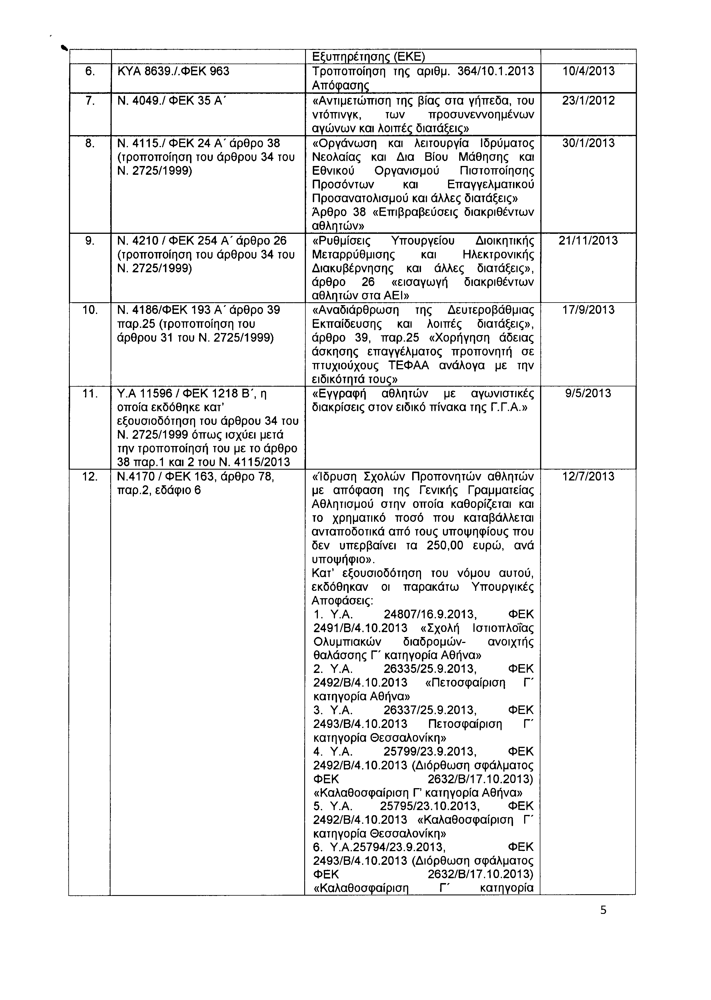 Εξυπηρέτησης (ΕΚΕ)
6. ΚΥΑ 8639./.ΦΕΚ 963 Τροποποίηση της αριθμ. 364/10.1.2013 10/4/2013
Απόφασης
7. Ν. 4049./ ΦΕΚ 35 Α΄ «Αντιμετώπιση της βίας στα γήπεδα, του 23/1/2012
ντόπινγκ, των προσυνεννοημένων
αγώνων και λοιπές διατάξεις»
8. Ν. 4115./ ΦΕΚ 24 Α΄ άρθρο 38 «Οργάνωση και λειτουργία Ιδρύματος 30/1/2013
(τροποποίηση του άρθρου 34 του Νεολαίας και Δια Βίου Μάθησης και
Ν. 2725/1999) Εθνικού Οργανισμού Πιστοποίησης
Προσόντων και Επαγγελματικού
Προσανατολισμού και άλλες διατάξεις»
Άρθρο 38 «Επιβραβεύσεις διακριθέντων
αθλητών»
9. Ν. 4210 / ΦΕΚ 254 Α΄ άρθρο 26 «Ρυθμίσεις Υπουργείου Διοικητικής 21/11/2013
(τροποποίηση του άρθρου 34 του Μεταρρύθμισης και Ηλεκτρονικής
Ν. 2725/1999) Διακυβέρνησης και άλλες διατάξεις»,
άρθρο 26 «εισαγωγή διακριθέντων
αθλητών στα ΑΕΙ»
10. Ν. 4186/ΦΕΚ 193 Α΄ άρθρο 39 «Αναδιάρθρωση της Δευτεροβάθμιας 17/9/2013
παρ.25 (τροποποίηση του Εκπαίδευσης και λοιπές διατάξεις»,
άρθρου 31 του Ν. 2725/1999) άρθρο 39, παρ.25 «Χορήγηση άδειας
άσκησης επαγγέλματος προπονητή σε
πτυχιούχους ΤΕΦΑΑ ανάλογα με την
ειδικότητά τους»
11. Υ.Α 11596 / ΦΕΚ 1218 Β΄, η «Εγγραφή αθλητών με αγωνιστικές 9/5/2013
οποία εκδόθηκε κατ’ διακρίσεις στον ειδικό πίνακα της Γ.Γ.Α.»
εξουσιοδότηση του άρθρου 34 του
Ν. 2725/1999 όπως ισχύει μετά
την τροποποίησή του με το άρθρο
38 παρ.1 και 2 του Ν. 4115/2013
12. Ν.4170 / ΦΕΚ 163, άρθρο 78, «Ίδρυση Σχολών Προπονητών αθλητών 12/7/2013
παρ.2, εδάφιο 6 με απόφαση της Γενικής Γραμματείας
Αθλητισμού στην οποία καθορίζεται και
το χρηματικό ποσό που καταβάλλεται
ανταποδοτικά από τους υποψηφίους που
δεν υπερβαίνει τα 250,00 ευρώ, ανά
υποψήφιο».
Κατ’ εξουσιοδότηση του νόμου αυτού,
εκδόθηκαν οι παρακάτω Υπουργικές
Αποφάσεις:
1. Υ.Α. 24807/16.9.2013, ΦΕΚ
2491/Β/4.10.2013 «Σχολή Ιστιοπλοΐας
Ολυμπιακών διαδρομών- ανοιχτής
θαλάσσης Γ΄ κατηγορία Αθήνα»
2. Υ.Α. 26335/25.9.2013, ΦΕΚ
2492/Β/4.10.2013 «Πετοσφαίριση Γ΄
κατηγορία Αθήνα»
3. Υ.Α. 26337/25.9.2013, ΦΕΚ
2493/Β/4.10.2013 Πετοσφαίριση Γ΄
κατηγορία Θεσσαλονίκη»
4. Υ.Α. 25799/23.9.2013, ΦΕΚ
2492/Β/4.10.2013 (Διόρθωση σφάλματος
ΦΕΚ 2632/Β/17.10.2013)
«Καλαθοσφαίριση Γ’ κατηγορία Αθήνα»
5. Υ.Α. 25795/23.10.2013, ΦΕΚ
2492/Β/4.10.2013 «Καλαθοσφαίριση Γ΄
κατηγορία Θεσσαλονίκη»
6. Υ.Α.25794/23.9.2013, ΦΕΚ
2493/Β/4.10.2013 (Διόρθωση σφάλματος
ΦΕΚ 2632/Β/17.10.2013)
«Καλαθοσφαίριση Γ΄ κατηγορία
5